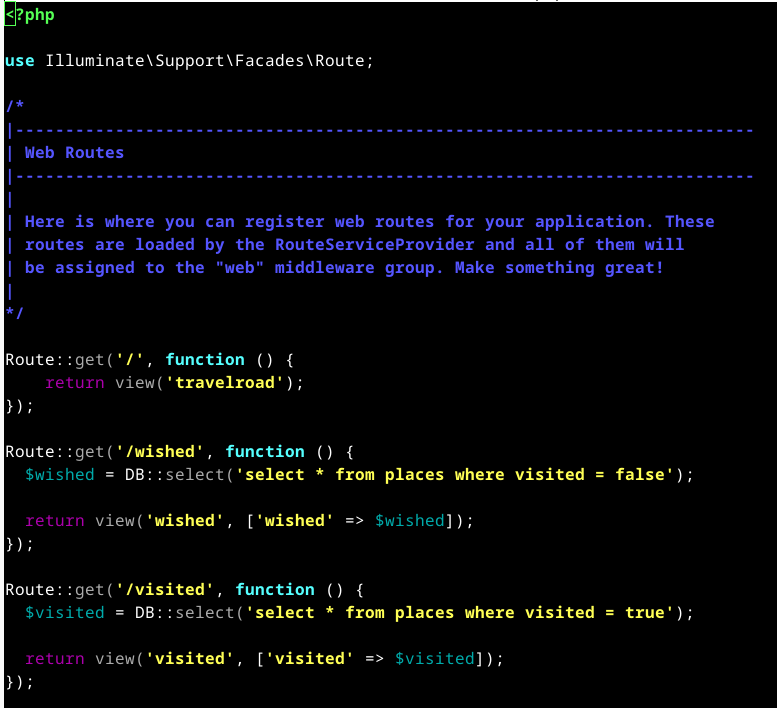 <?php
use Illuminate\Support\Facades\Route;
/*
|--------------------------------------------------------------------------
| Web Routes
|--------------------------------------------------------------------------
|
| Here is where you can register web routes for your application. These
| routes are loaded by the RouteServiceProvider and all of them will
| be assigned to the "web" middleware group. Make something great!
|
*/
Route::get('/', function () {
    return view('travelroad');
});
Route::get('/wished', function () {
  $wished = DB::select('select * from places where visited = false');
  return view('wished', ['wished' => $wished]);
});
Route::get('/visited', function () {
  $visited = DB::select('select * from places where visited = true');
  return view('visited', ['visited' => $visited]);
});